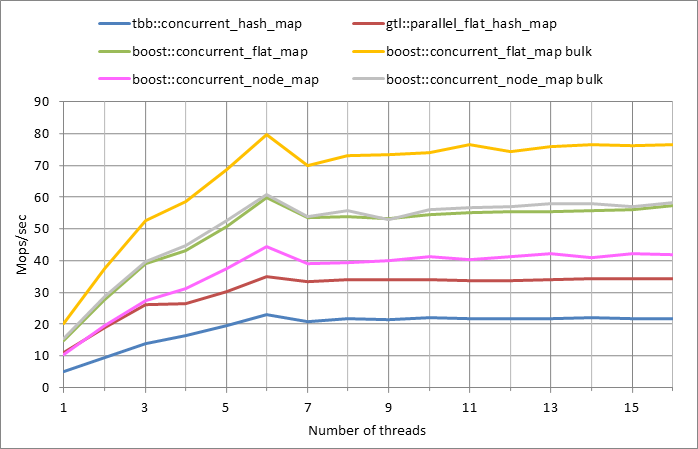 tbb::concurrent_hash_map gtl::parallel_flat_hash_map
boost::concurrent_flat_map boost::concurrent_flat_map bulk
boost::concurrent_node_map boost::concurrent_node_map bulk
90
80
70
60
50
40
30
20
10
0
Mops/sec
1 3 5 7 9 11 13 15
Number of threads